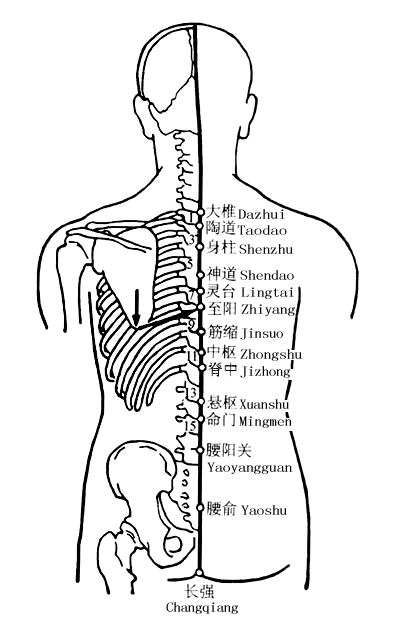 大椎 Dazhui
陶道 Taodao
身柱 Shenzhu
神道 Shendao
灵台 Lingtai
至阳 Zhiyang
筋缩 Jinsuo
中枢 Zhongshu
脊中 Jizhong
悬枢 Xuanshu
命门 Mingmen
腰阳关
Yaoyangguan
腰俞 Yaoshu
长强
Changqiang
1
3
5
7
9
11
13
15